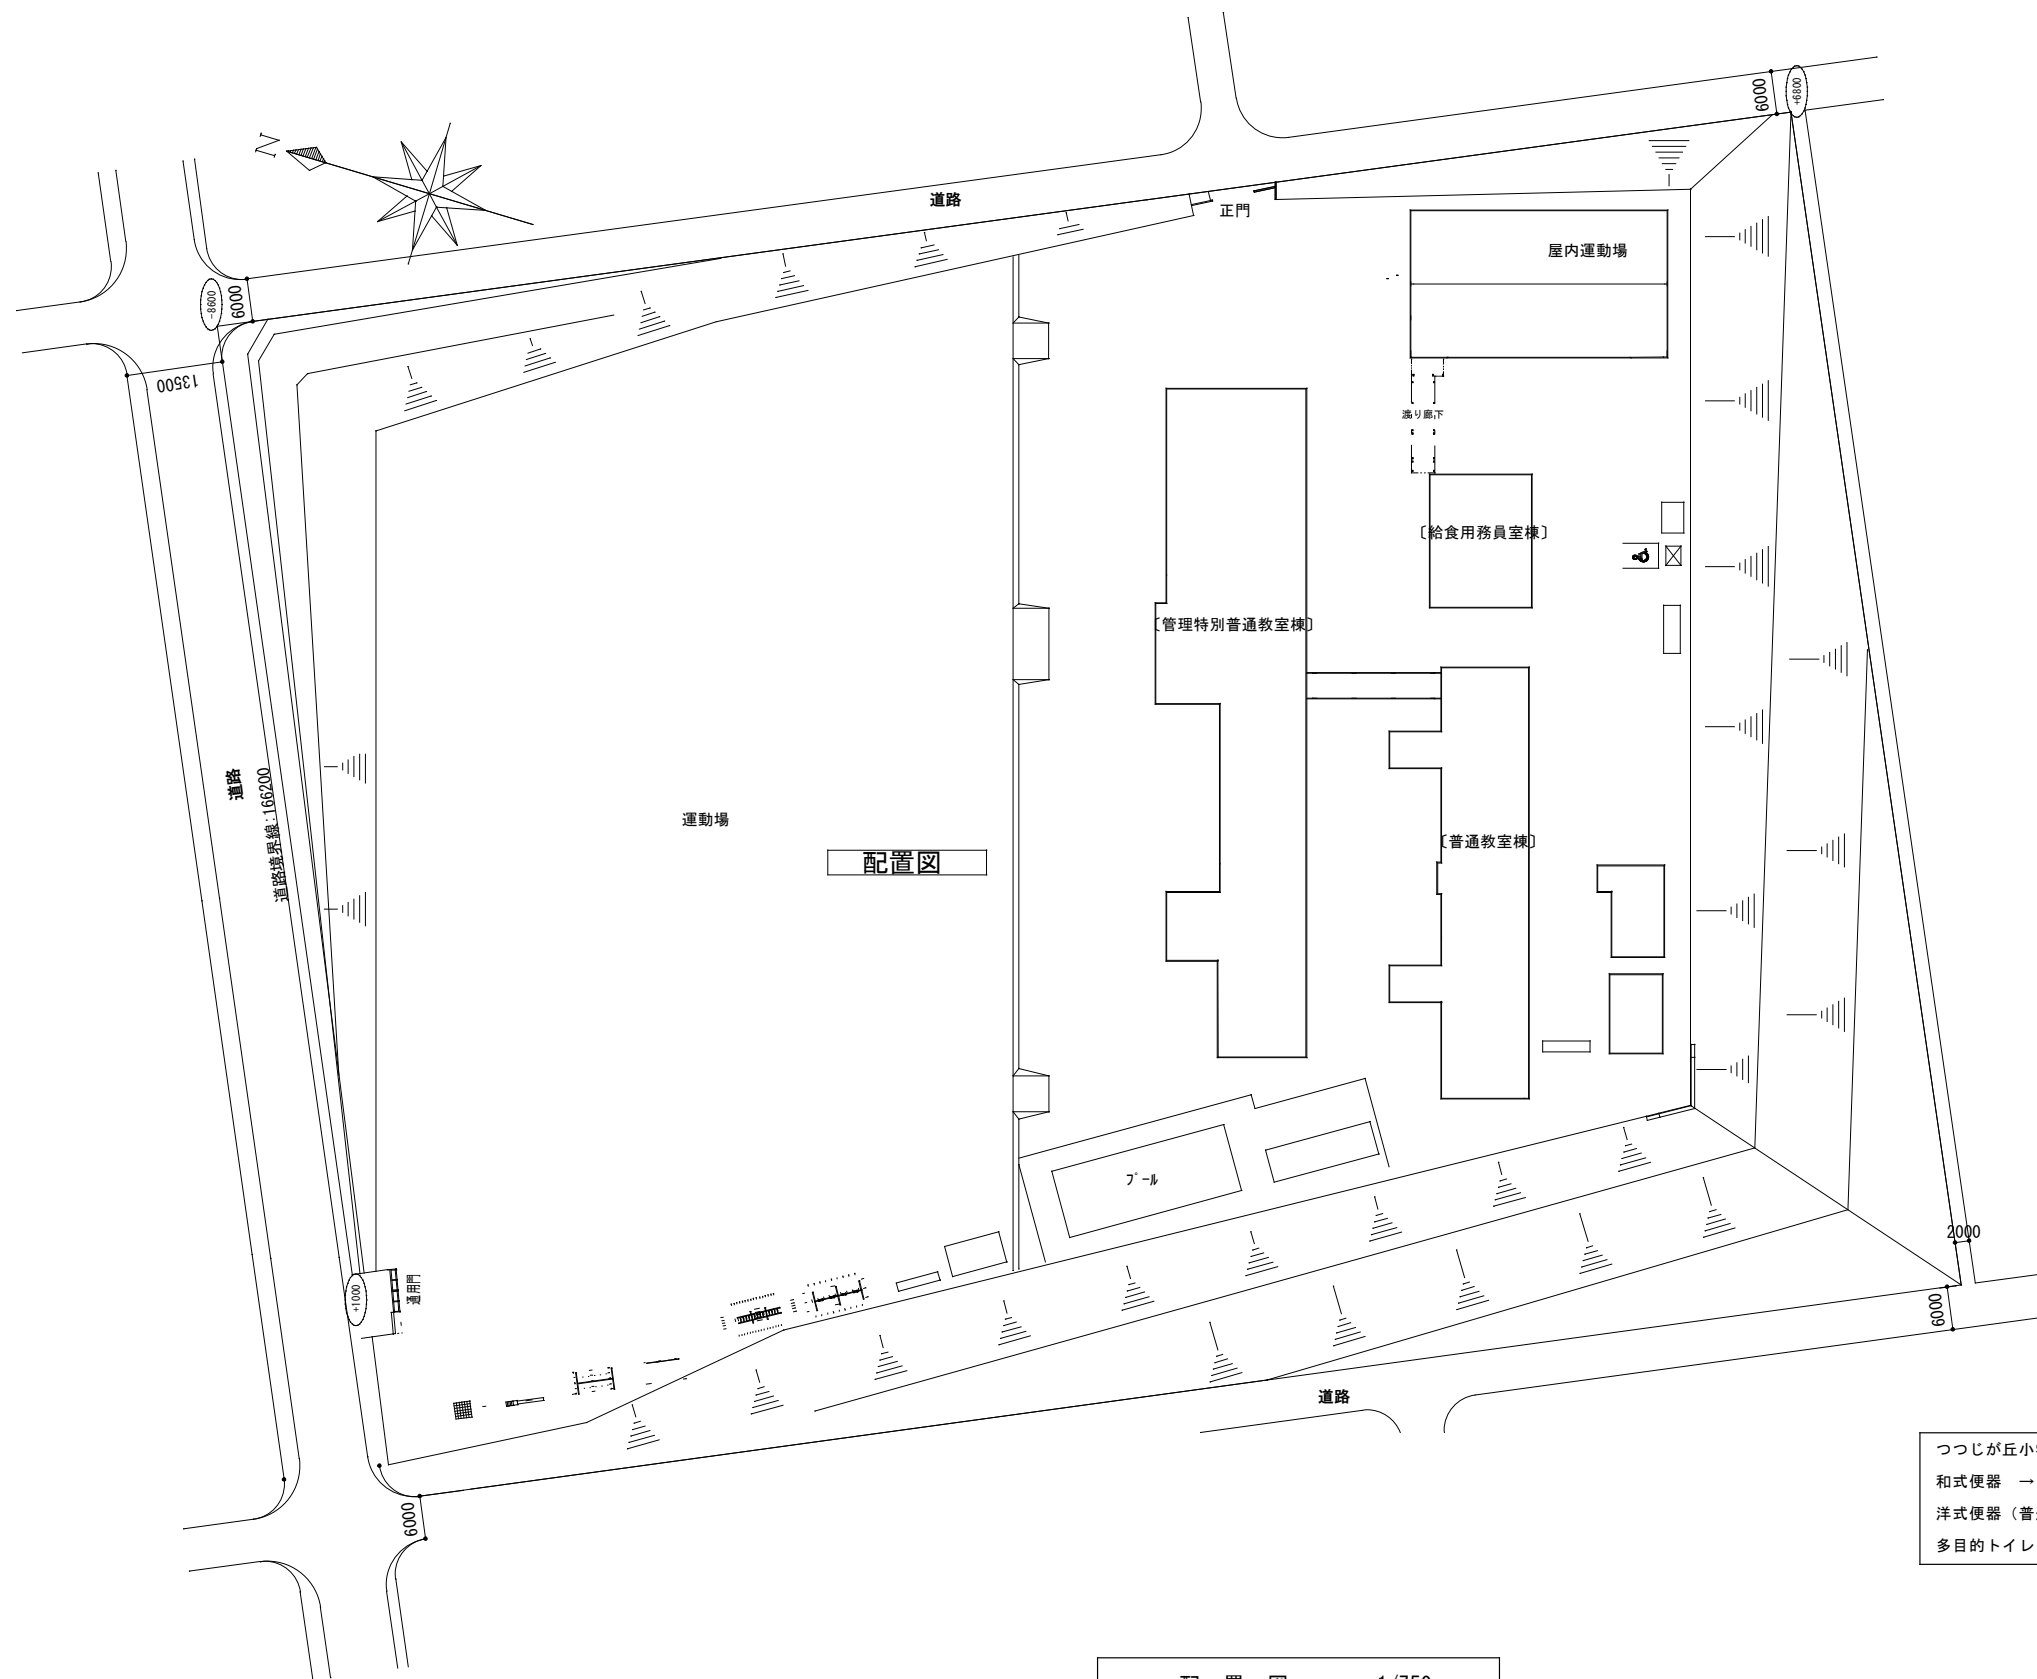 6000
+6800
N
道路
正門
屋内運動場
-8600
6000
13500
渡り廊下
〔給食用務員室棟〕
〔管理特別普通教室棟〕
道路
道路境界線:166200
運動場
配置図
〔普通教室棟〕
プール
2000
+1000
通用門
6000
道路
つつじが丘小
和式便器 →
洋式便器（普
多目的トイレ
6000
配 置 図 1/750